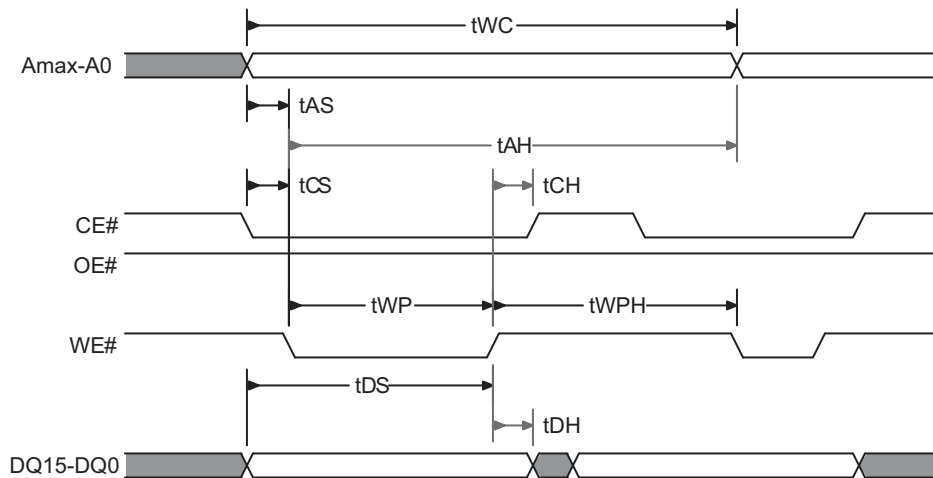 tWC
Amax-A0
tAS
tAH
tCS
tCH
CE#
OE#
tWP
tWPH
WE#
tDS
tDH
DQ15-DQ0